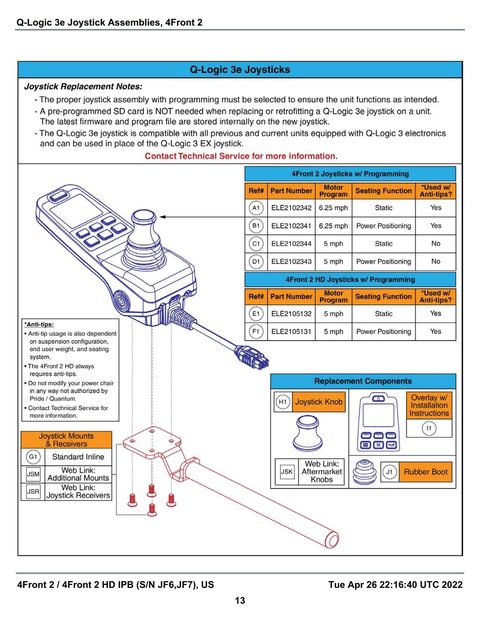 Q-Logic 3e Joystick Assemblies, 4Front 2
Q-Logic 3e Joysticks
Joystick Replacement Notes:
- The proper joystick assembly with programming must be selected to ensure the unit functions as intended.
- A pre-programmed SD card is NOT needed when replacing or retrofitting a Q-Logic 3e joystick on a unit.
The latest firmware and program file are stored internally on the new joystick.
- The Q-Logic 3e joystick is compatible with all previous and current units equipped with Q-Logic 3 electronics
and can be used in place of the Q-Logic 3 EX joystick.
Contact Technical Service for more information.
4Front 2 Joysticks w/ Programming
Ref# Part Number Motor Program Seating Function *Used w/ Anti-tips?
A1 ELE2102342 6.25 mph Static Yes
B1 ELE2102341 6.25 mph Power Positioning Yes
C1 ELE2102344 5 mph Static No
D1 ELE2102343 5 mph Power Positioning No
4Front 2 HD Joysticks w/ Programming
Ref# Part Number Motor Program Seating Function *Used w/ Anti-tips?
E1 ELE2105132 5 mph Static Yes
F1 ELE2105131 5 mph Power Positioning Yes
*Anti-tips:
• Anti-tip usage is also dependent
on suspension configuration,
end user weight, and seating
system.
• The 4Front 2 HD always
requires anti-tips.
• Do not modify your power chair
in any way not authorized by
Pride / Quantum.
• Contact Technical Service for
more information.
Replacement Components
H1 Joystick Knob
Overlay w/
Installation
Instructions
I1
JSK
Web Link:
Aftermarket
Knobs
J1 Rubber Boot
Joystick Mounts
& Receivers
G1 Standard Inline
JSM Web Link:
Additional Mounts
JSR Web Link:
Joystick Receivers
4Front 2 / 4Front 2 HD IPB (S/N JF6,JF7), US
Tue Apr 26 22:16:40 UTC 2022
13